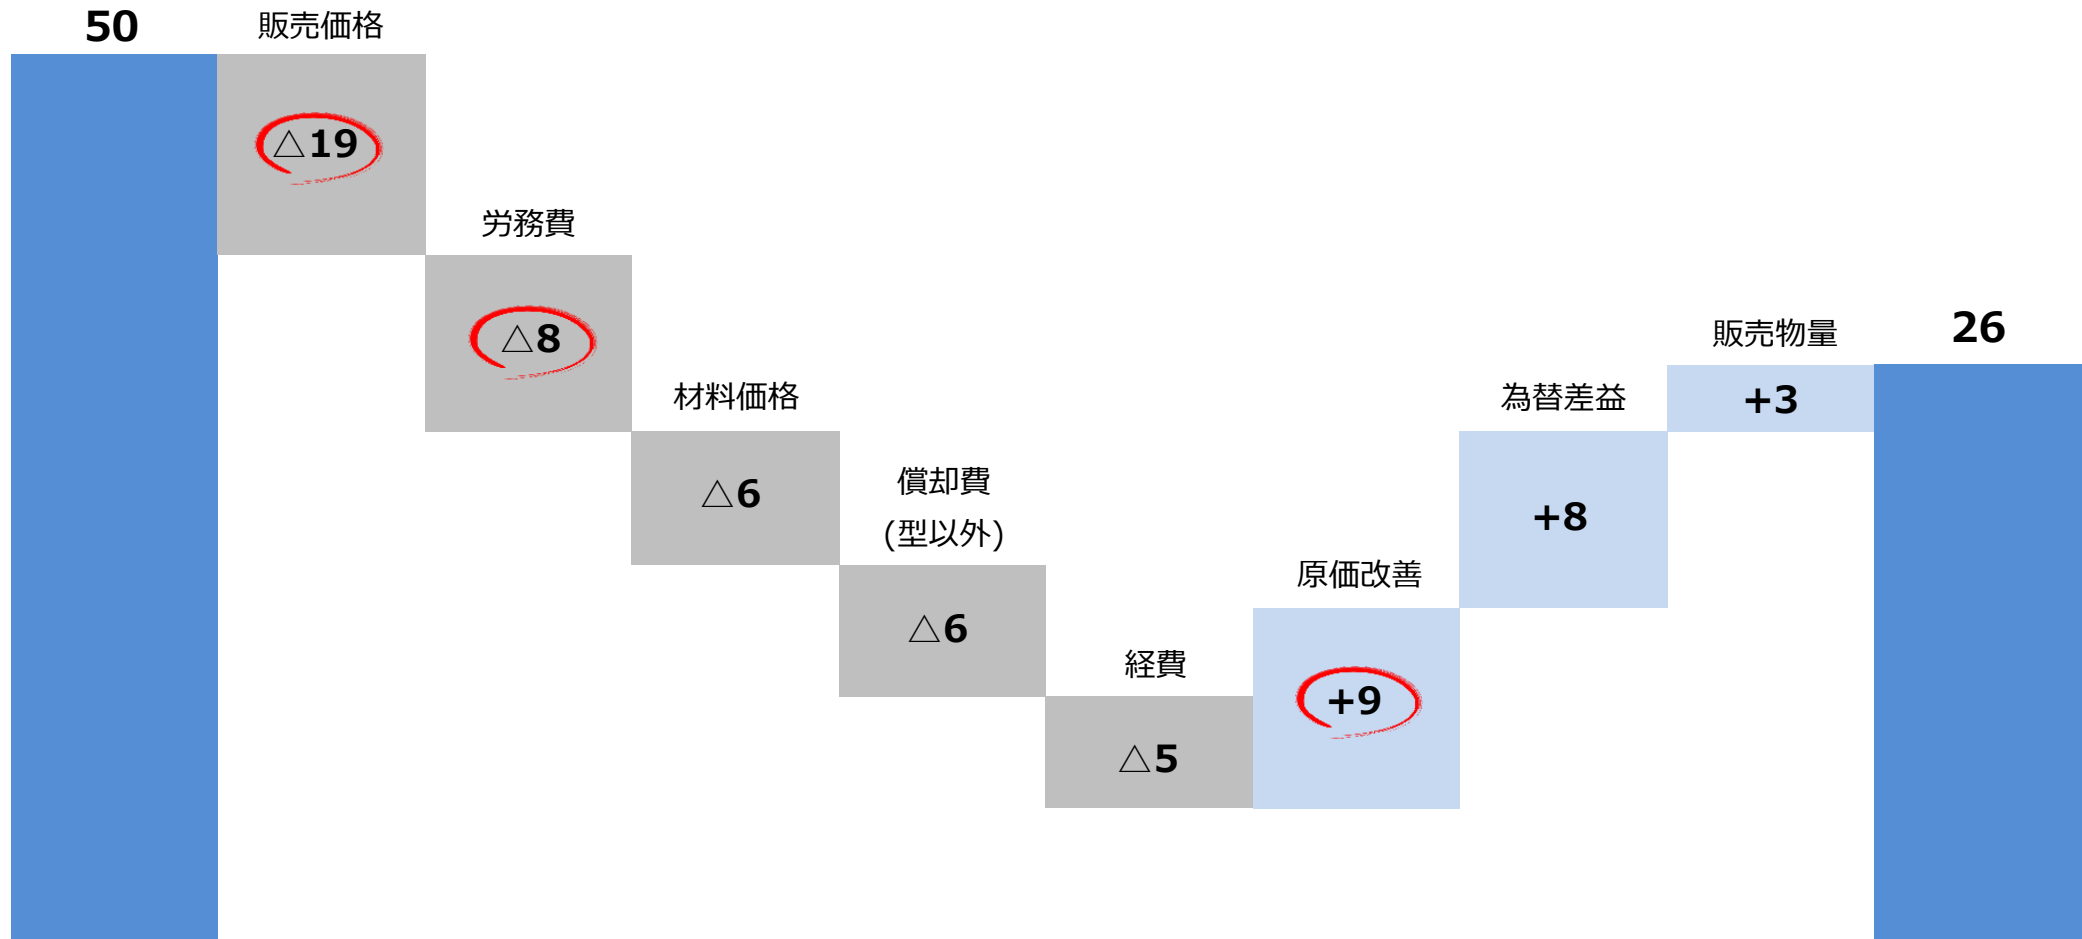 50
販売価格
△19
労務費
△8
材料価格
△6
償却費
(型以外)
△6
経費
△5
原価改善
+9
為替差益
+8
販売物量
+3
26